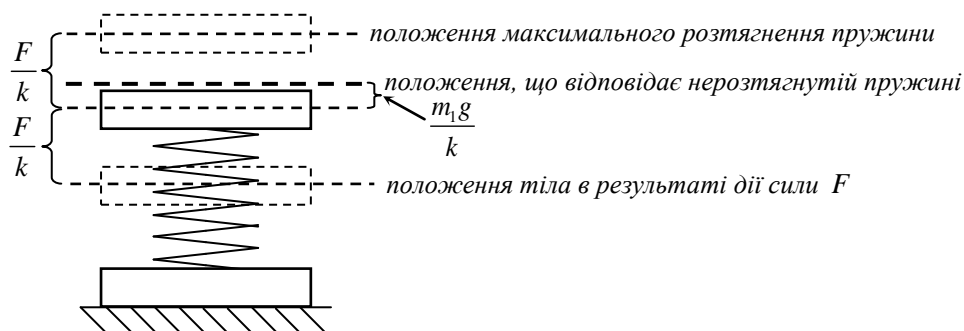 положення максимального розтягнення пружини
F/k
положення, що відповідає нерозтягнутій пружині
m₁g/k
F/k
положення тіла в результаті дії сили F